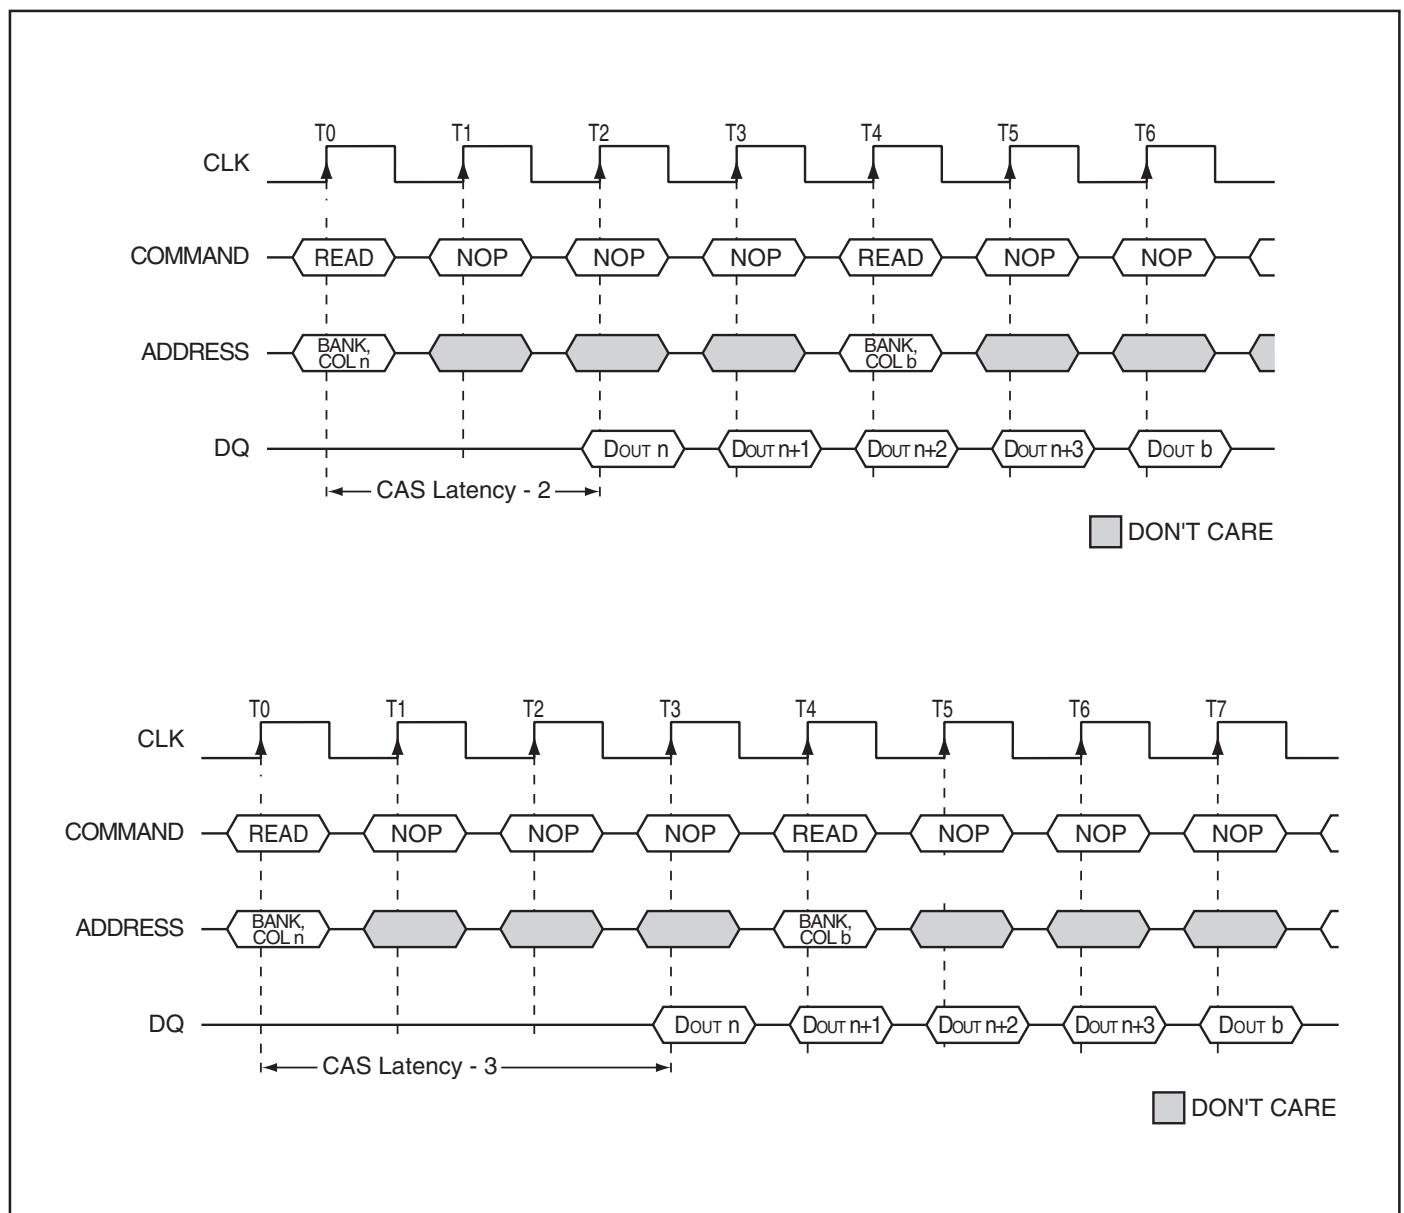 T0 T1 T2 T3 T4 T5 T6
CLK
COMMAND READ NOP NOP NOP READ NOP NOP
ADDRESS BANK, COL n BANK, COL b
DQ DOUT n DOUT n+1 DOUT n+2 DOUT n+3 DOUT b
CAS Latency - 2
DON'T CARE
T0 T1 T2 T3 T4 T5 T6 T7
CLK
COMMAND READ NOP NOP NOP READ NOP NOP NOP
ADDRESS BANK, COL n BANK, COL b
DQ DOUT n DOUT n+1 DOUT n+2 DOUT n+3 DOUT b
CAS Latency - 3
DON'T CARE